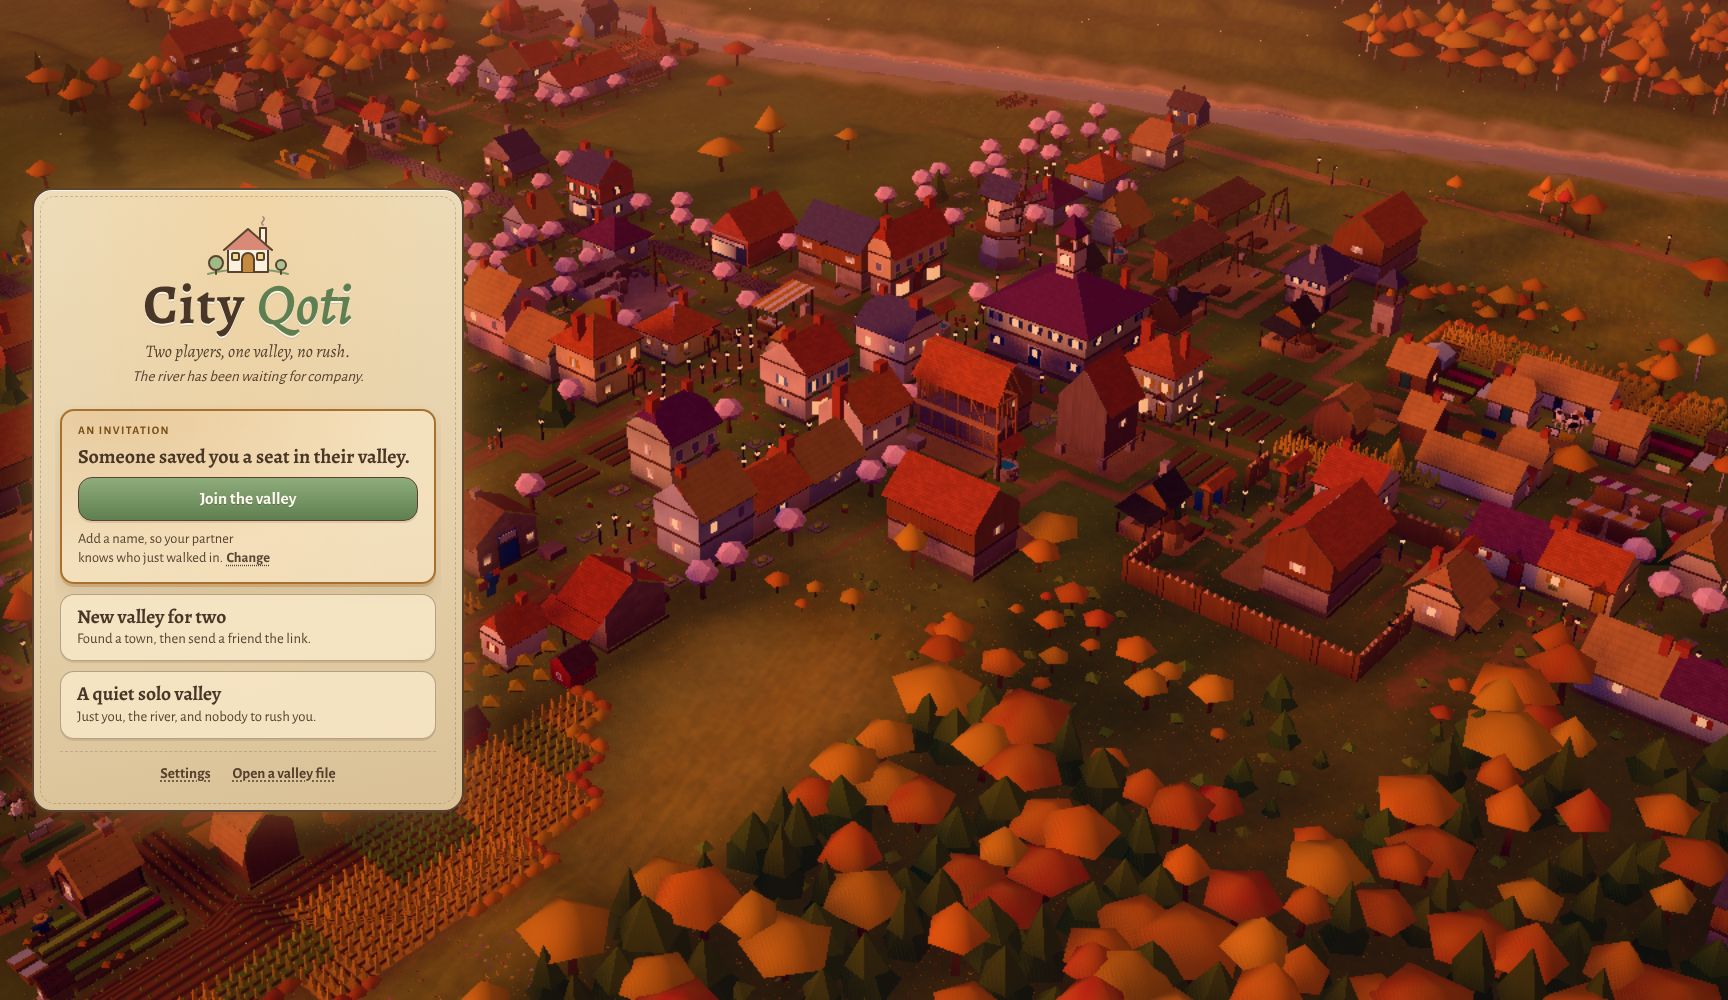 City Qoti
Two players, one valley, no rush.
The river has been waiting for company.
AN INVITATION
Someone saved you a seat in their valley.
Join the valley
Add a name, so your partner
knows who just walked in. Change
New valley for two
Found a town, then send a friend the link.
A quiet solo valley
Just you, the river, and nobody to rush you.
Settings Open a valley file